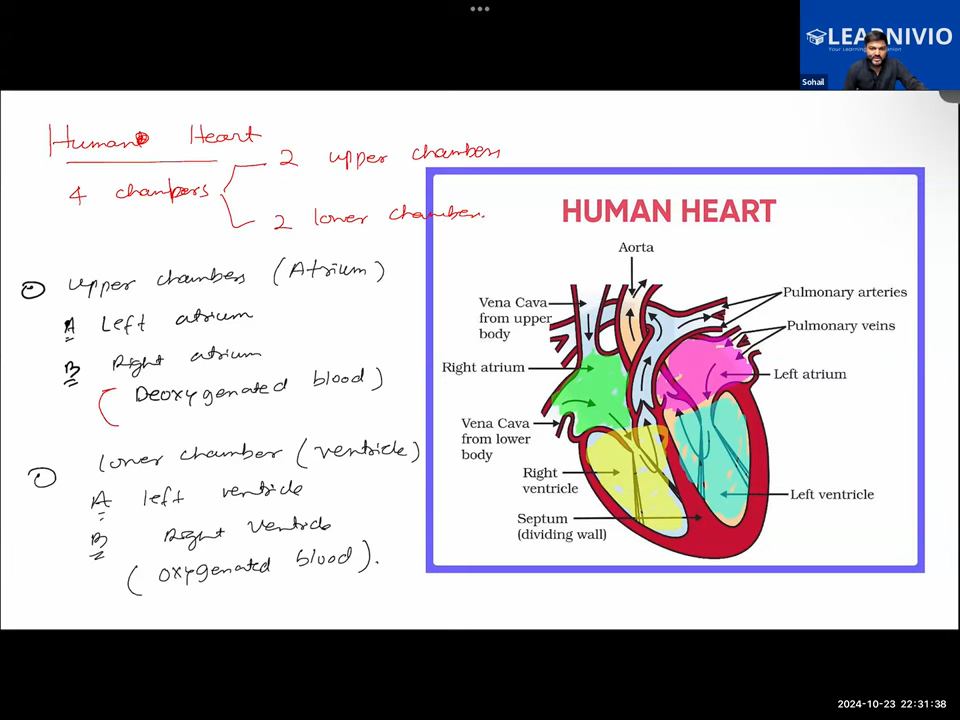 LEARNIVIO
Your Learning Destination
Sohail
Human Heart
4 chambers
2 upper chambers
2 lower chamber.
upper chambers (Atrium)
A Left atrium
B Right atrium
(Deoxygenated blood)
lower chamber (ventricle)
A left ventricle
B Right ventricle
(oxygenated blood).
HUMAN HEART
Aorta
Vena Cava
from upper
body
Pulmonary arteries
Pulmonary veins
Right atrium
Left atrium
Vena Cava
from lower
body
Right
ventricle
Left ventricle
Septum
(dividing wall)
2024-10-23 22:31:38